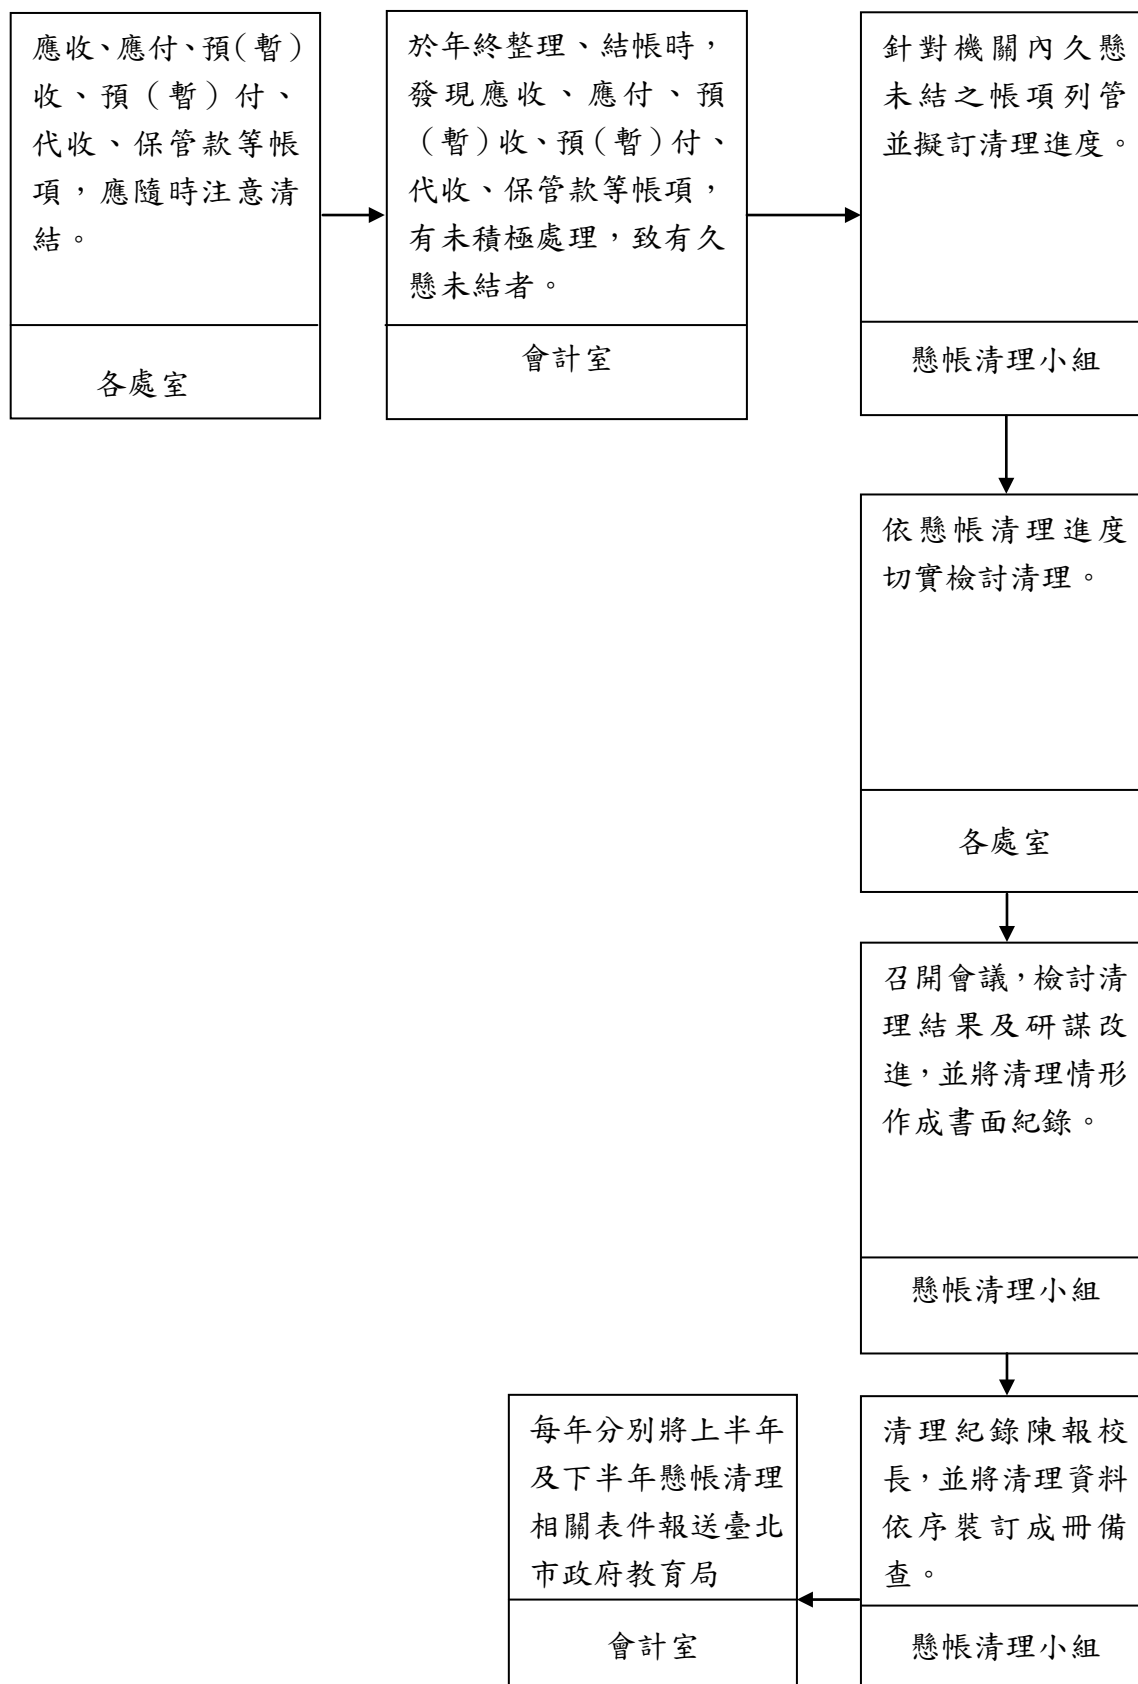 應收、應付、預(暫)
收、預（暫）付、
代收、保管款等帳
項，應隨時注意清
結。
各處室
於年終整理、結帳時，
發現應收、應付、預
（暫）收、預（暫）付、
代收、保管款等帳項，
有未積極處理，致有久
懸未結者。
會計室
針對機關內久懸
未結之帳項列管
並擬訂清理進度。
懸帳清理小組
依懸帳清理進度
切實檢討清理。
各處室
召開會議，檢討清
理結果及研謀改
進，並將清理情形
作成書面紀錄。
懸帳清理小組
清理紀錄陳報校
長，並將清理資料
依序裝訂成冊備
查。
懸帳清理小組
每年分別將上半年
及下半年懸帳清理
相關表件報送臺北
市政府教育局
會計室